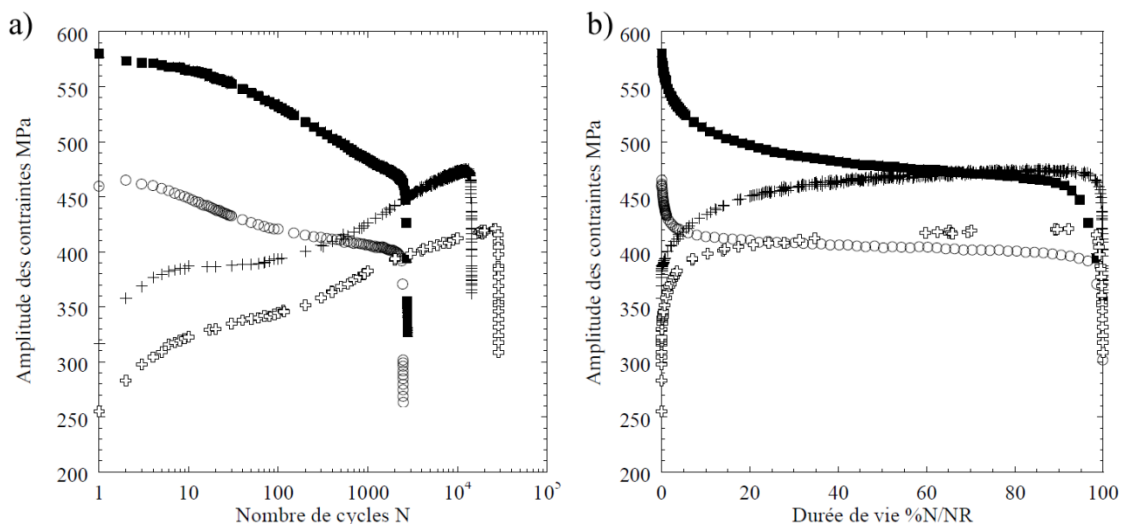 a)
600
550
500
450
400
350
300
250
200
Amplitude des contraintes MPa
1 10 100 1000 10⁴ 10⁵
Nombre de cycles N
b)
600
550
500
450
400
350
300
250
200
Amplitude des contraintes MPa
0 20 40 60 80 100
Durée de vie %N/NR